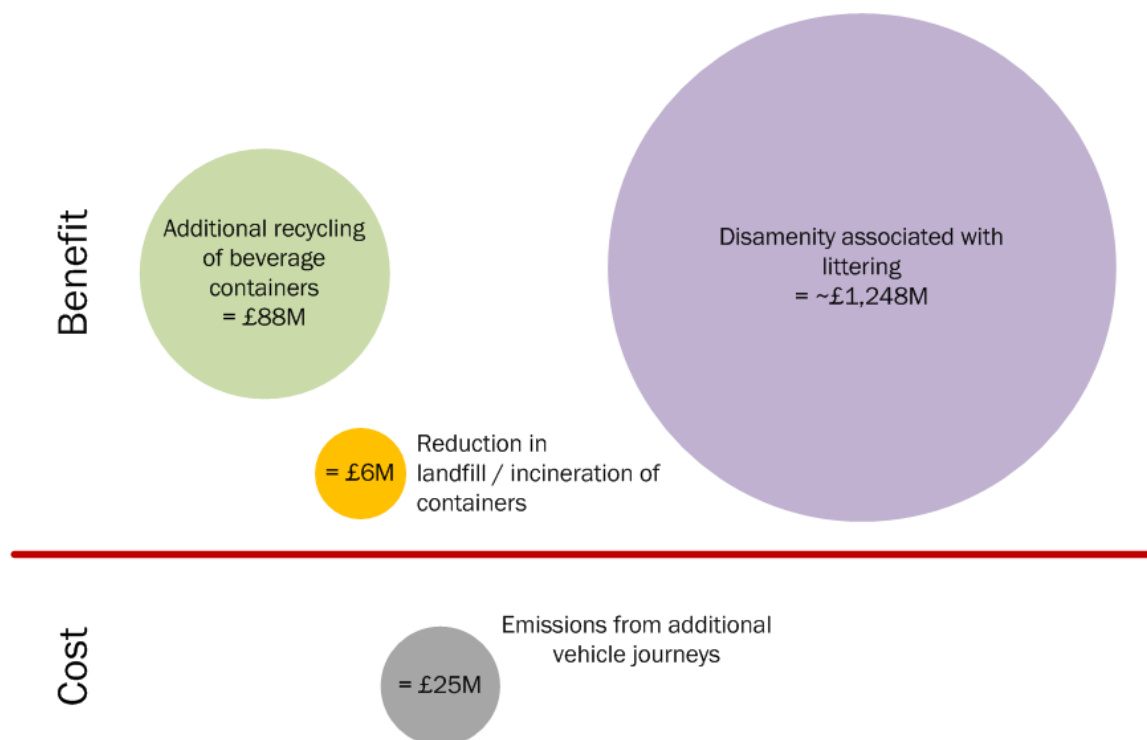 Benefit
Additional recycling
of beverage
containers
= £88M
Disamenity associated with
littering
= ~£1,248M
= £6M
Reduction in
landfill / incineration of
containers
Cost
Emissions from additional
vehicle journeys
= £25M